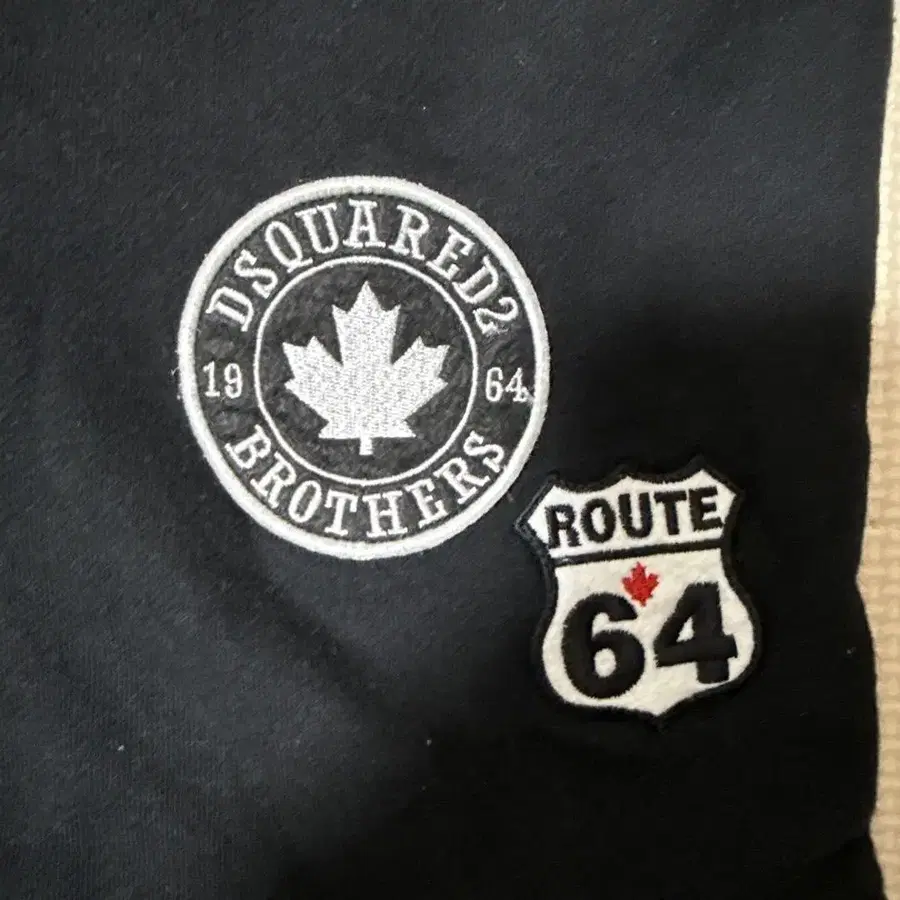 DSQUARED2
19 64
BROTHERS
ROUTE
64